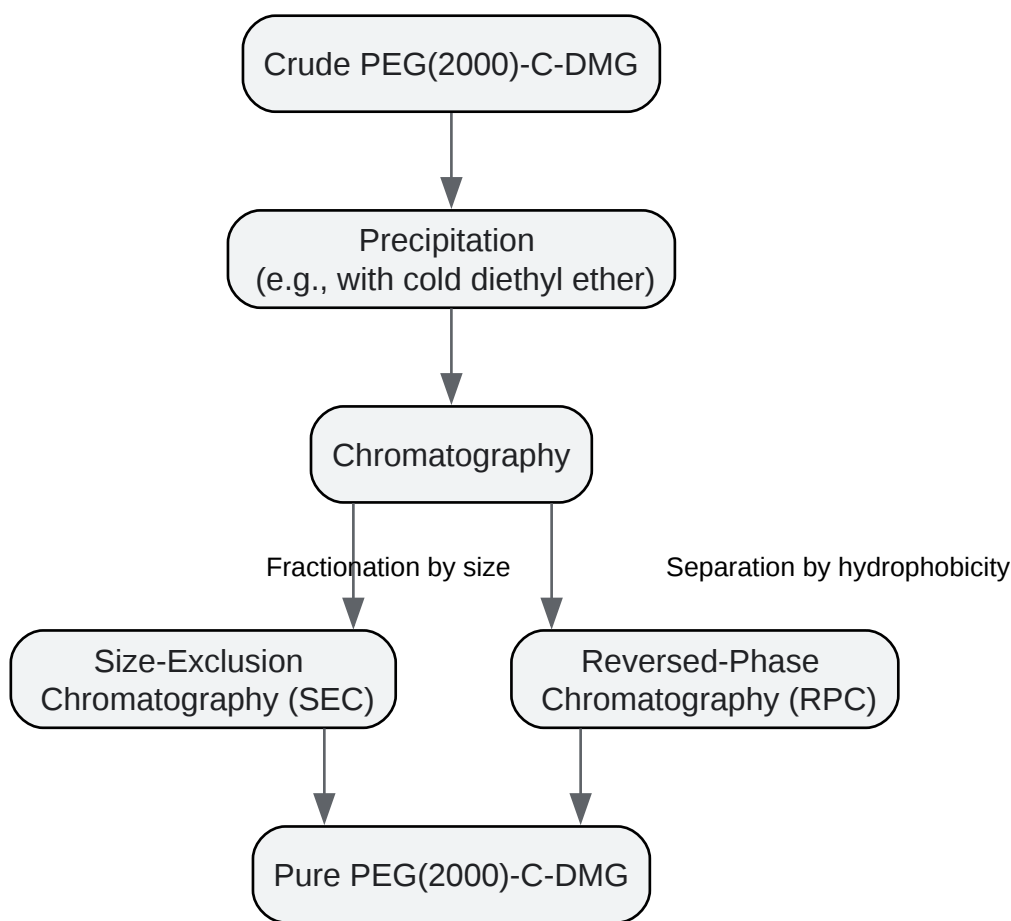 Crude PEG(2000)-C-DMG
Precipitation
(e.g., with cold diethyl ether)
Chromatography
Fractionation by size
Separation by hydrophobicity
Size-Exclusion
Chromatography (SEC)
Reversed-Phase
Chromatography (RPC)
Pure PEG(2000)-C-DMG